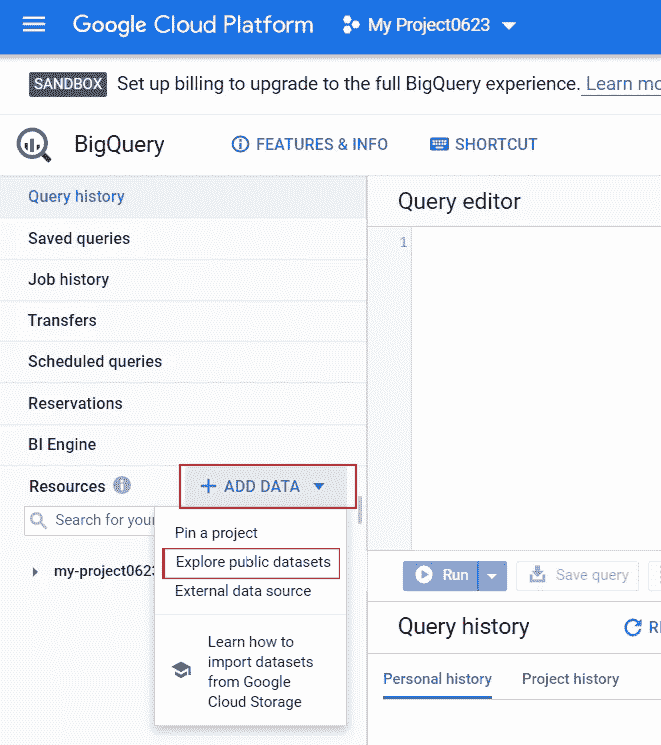 Google Cloud Platform My Project0623
SANDBOX Set up billing to upgrade to the full BigQuery experience. Learn mo
BigQuery FEATURES & INFO SHORTCUT
Query history
Saved queries
Job history
Transfers
Scheduled queries
Reservations
BI Engine
Resources ADD DATA
Search for your
my-project0623
Pin a project
Explore public datasets
External data source
Learn how to
import datasets
from Google
Cloud Storage
Query editor
1
Run Save query
Query history RE
Personal history Project history